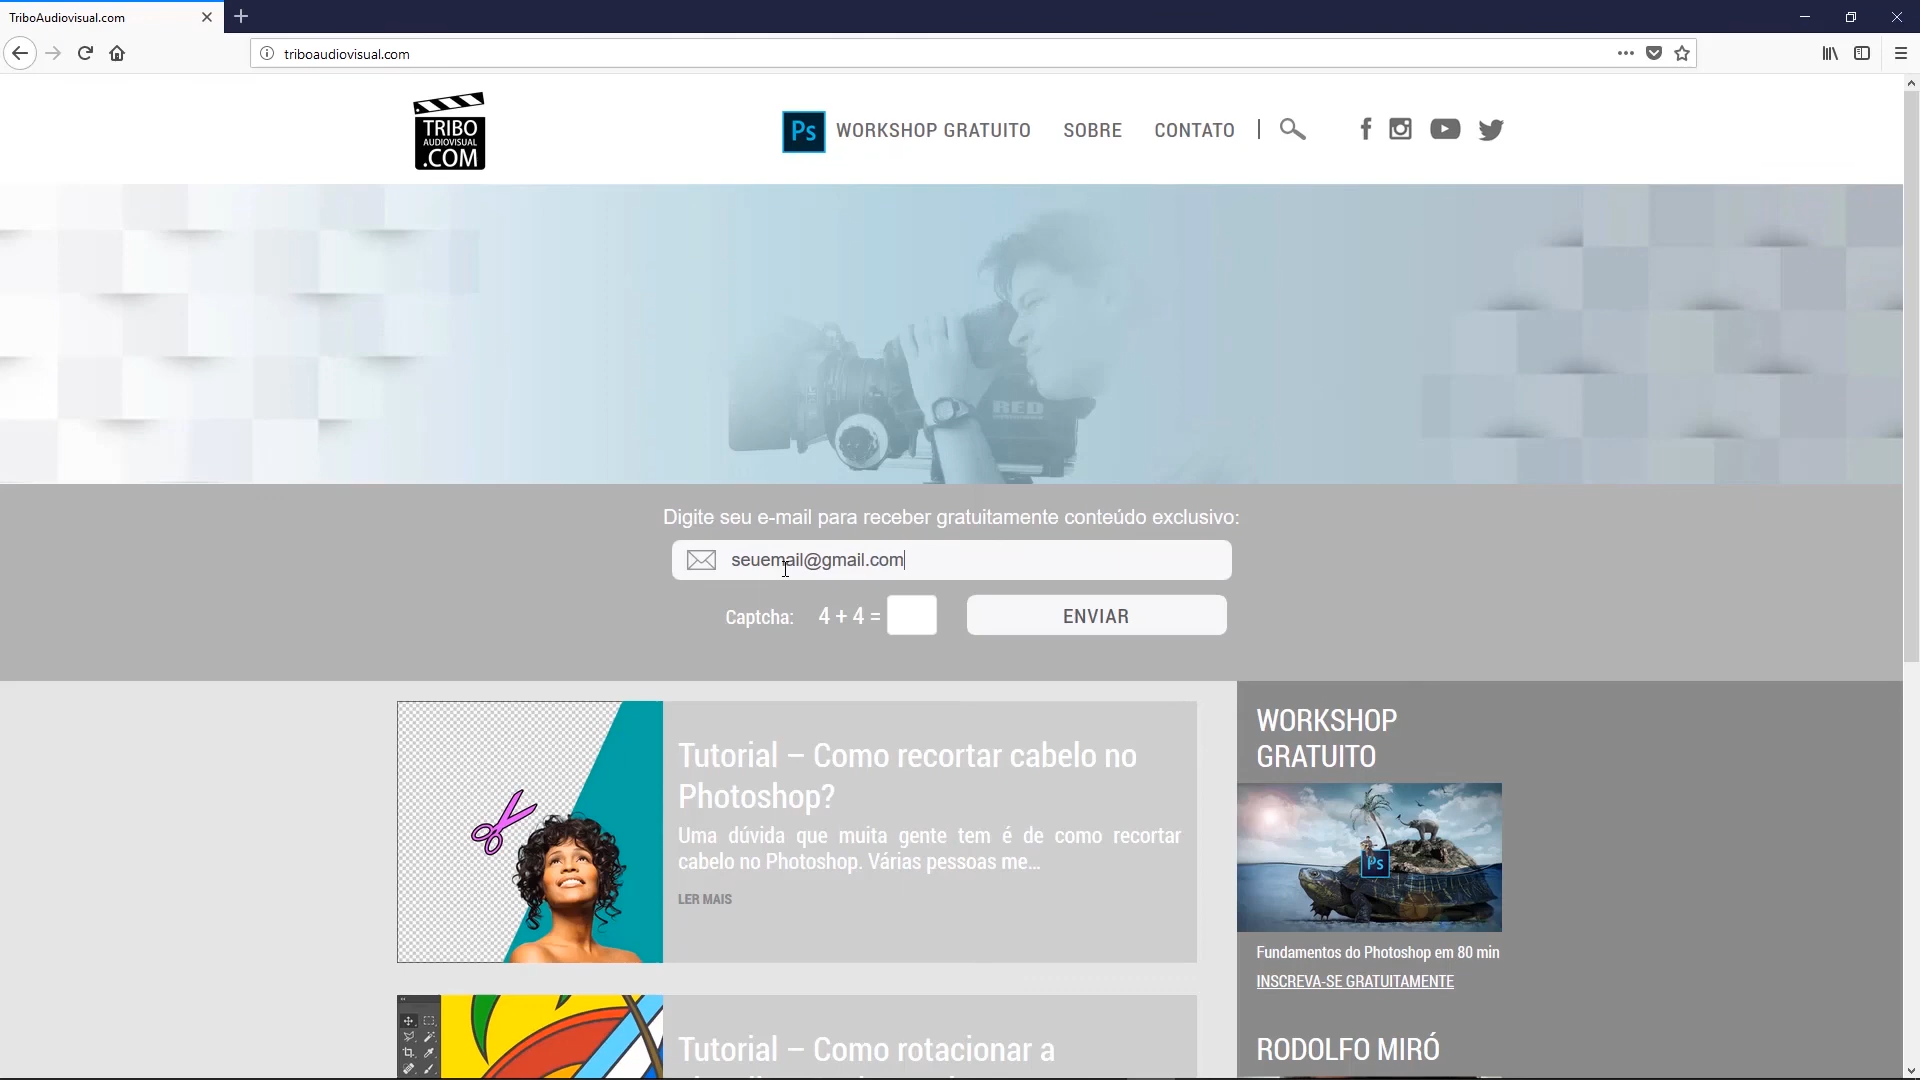 TriboAudiovisual.com
triboaudiovisual.com
TRIBO
AUDIOVISUAL
.COM
Ps WORKSHOP GRATUITO SOBRE CONTATO
RED
Digite seu e-mail para receber gratuitamente conteúdo exclusivo:
seuemail@gmail.com
Captcha: 4 + 4 = ENVIAR
Tutorial – Como recortar cabelo no
Photoshop?
Uma dúvida que muita gente tem é de como recortar
cabelo no Photoshop. Várias pessoas me...
LER MAIS
Tutorial – Como rotacionar a
WORKSHOP
GRATUITO
Ps
Fundamentos do Photoshop em 80 min
INSCREVA-SE GRATUITAMENTE
RODOLFO MIRÓ